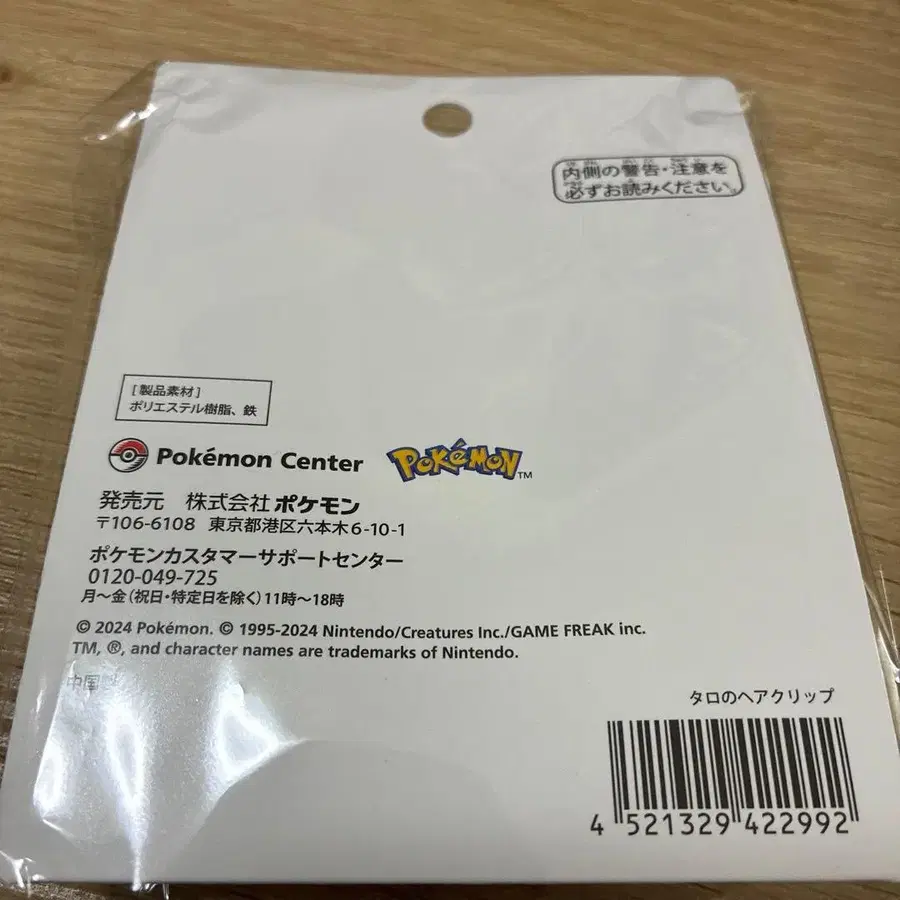 内側の警告・注意を
必ずお読みください。
[製品素材]
ポリエステル樹脂、鉄
Pokémon Center POKéMON™
発売元 株式会社 ポケモン
〒106-6108 東京都港区六本木6-10-1
ポケモンカスタマーサポートセンター
0120-049-725
月〜金（祝日・特定日を除く）11時〜18時
© 2024 Pokémon. © 1995-2024 Nintendo/Creatures Inc./GAME FREAK inc.
TM, ®, and character names are trademarks of Nintendo.
中国
タロのヘアクリップ
4 521329 422992